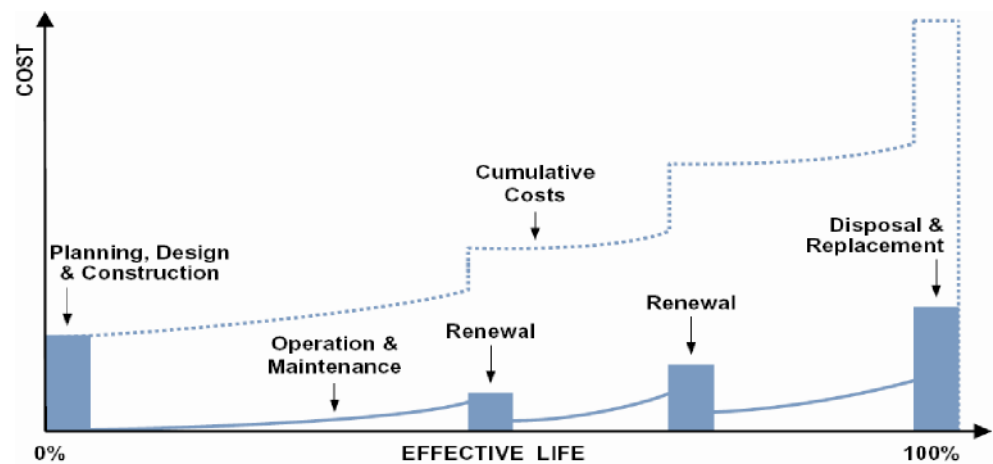 COST
Cumulative
Costs
Planning, Design
& Construction
Disposal &
Replacement
Renewal
Operation &
Maintenance
Renewal
0%
EFFECTIVE LIFE
100%